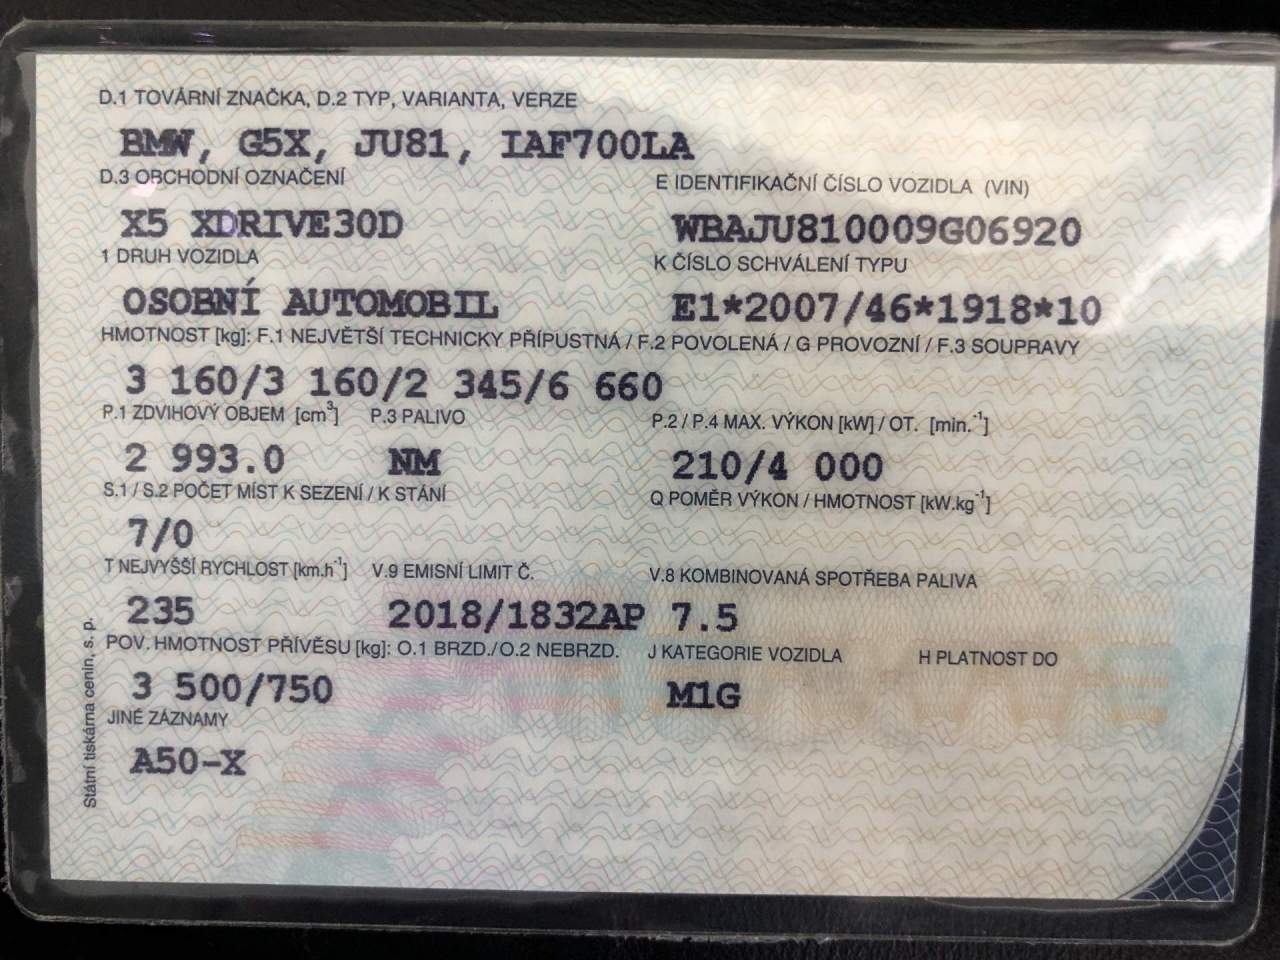 D.1 TOVÁRNÍ ZNAČKA, D.2 TYP, VARIANTA, VERZE
BMW, G5X, JU81, IAF700LA
D.3 OBCHODNÍ OZNAČENÍ
E IDENTIFIKAČNÍ ČÍSLO VOZIDLA (VIN)
X5 XDRIVE30D
WBAJU810009G06920
1 DRUH VOZIDLA
K ČÍSLO SCHVÁLENÍ TYPU
OSOBNÍ AUTOMOBIL
E1*2007/46*1918*10
HMOTNOST [kg]: F.1 NEJVĚTŠÍ TECHNICKY PŘÍPUSTNÁ / F.2 POVOLENÁ / G PROVOZNÍ / F.3 SOUPRAVY
3 160/3 160/2 345/6 660
P.1 ZDVIHOVÝ OBJEM [cm³] P.3 PALIVO
P.2 / P.4 MAX. VÝKON [kW] / OT. [min.⁻¹]
2 993.0 NM
210/4 000
S.1 / S.2 POČET MÍST K SEZENÍ / K STÁNÍ
Q POMĚR VÝKON / HMOTNOST [kW.kg⁻¹]
7/0
T NEJVYŠŠÍ RYCHLOST [km.h⁻¹] V.9 EMISNÍ LIMIT Č.
V.8 KOMBINOVANÁ SPOTŘEBA PALIVA
235 2018/1832AP 7.5
POV. HMOTNOST PŘÍVĚSU [kg]: O.1 BRZD./O.2 NEBRZD.
J KATEGORIE VOZIDLA H PLATNOST DO
3 500/750
M1G
JINÉ ZÁZNAMY
A50-X
Státní tiskárna cenin, s. p.